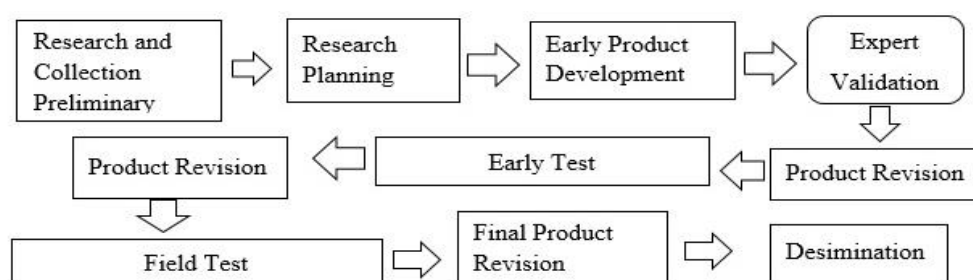 Research and
Collection
Preliminary
Research
Planning
Early Product
Development
Expert
Validation
Product Revision
Early Test
Product Revision
Field Test
Final Product
Revision
Desimination